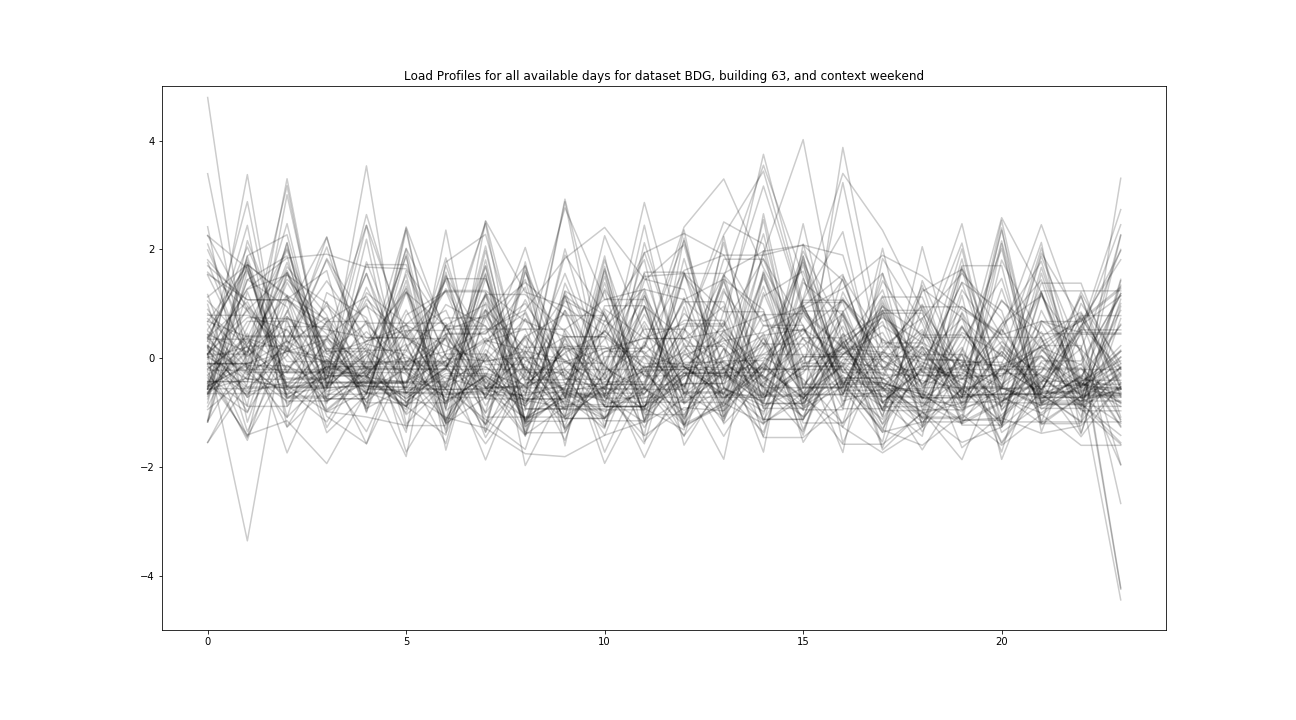 Load Profiles for all available days for dataset BDG, building 63, and context weekend
4
2
0
−2
−4
0 5 10 15 20